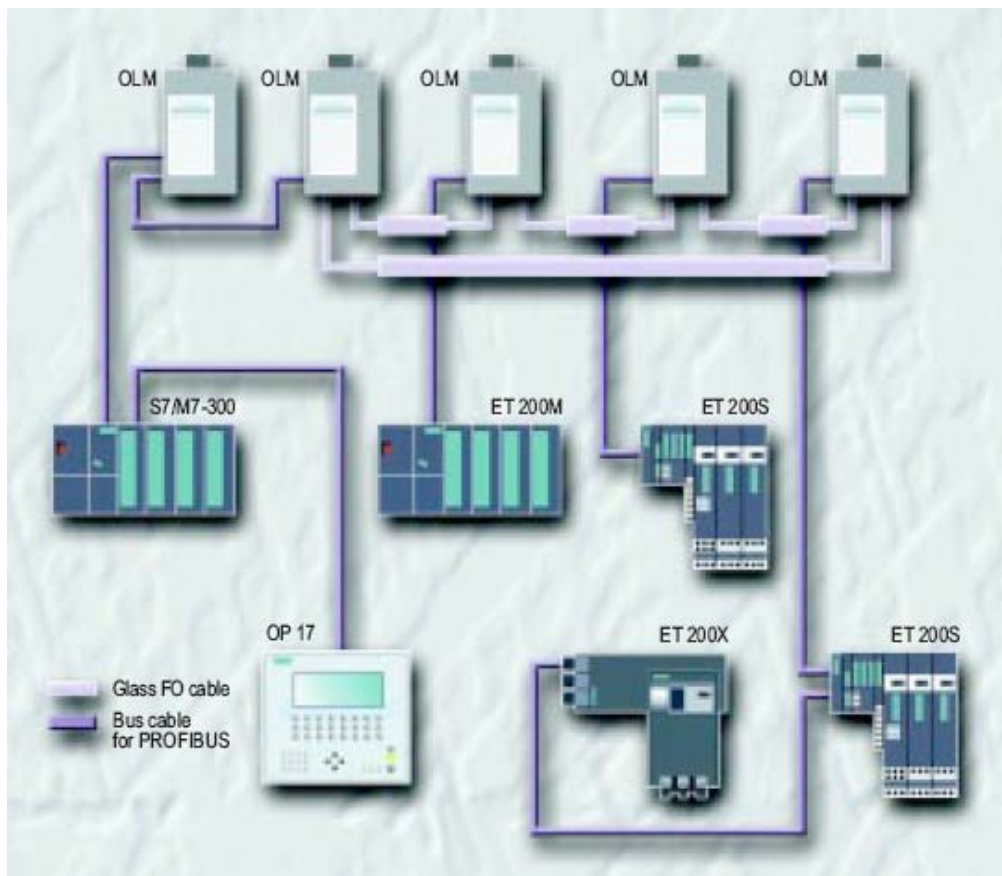 OLM
OLM
OLM
OLM
OLM
S7/M7-300
ET 200M
ET 200S
OP 17
ET 200X
ET 200S
Glass FO cable
Bus cable
for PROFIBUS